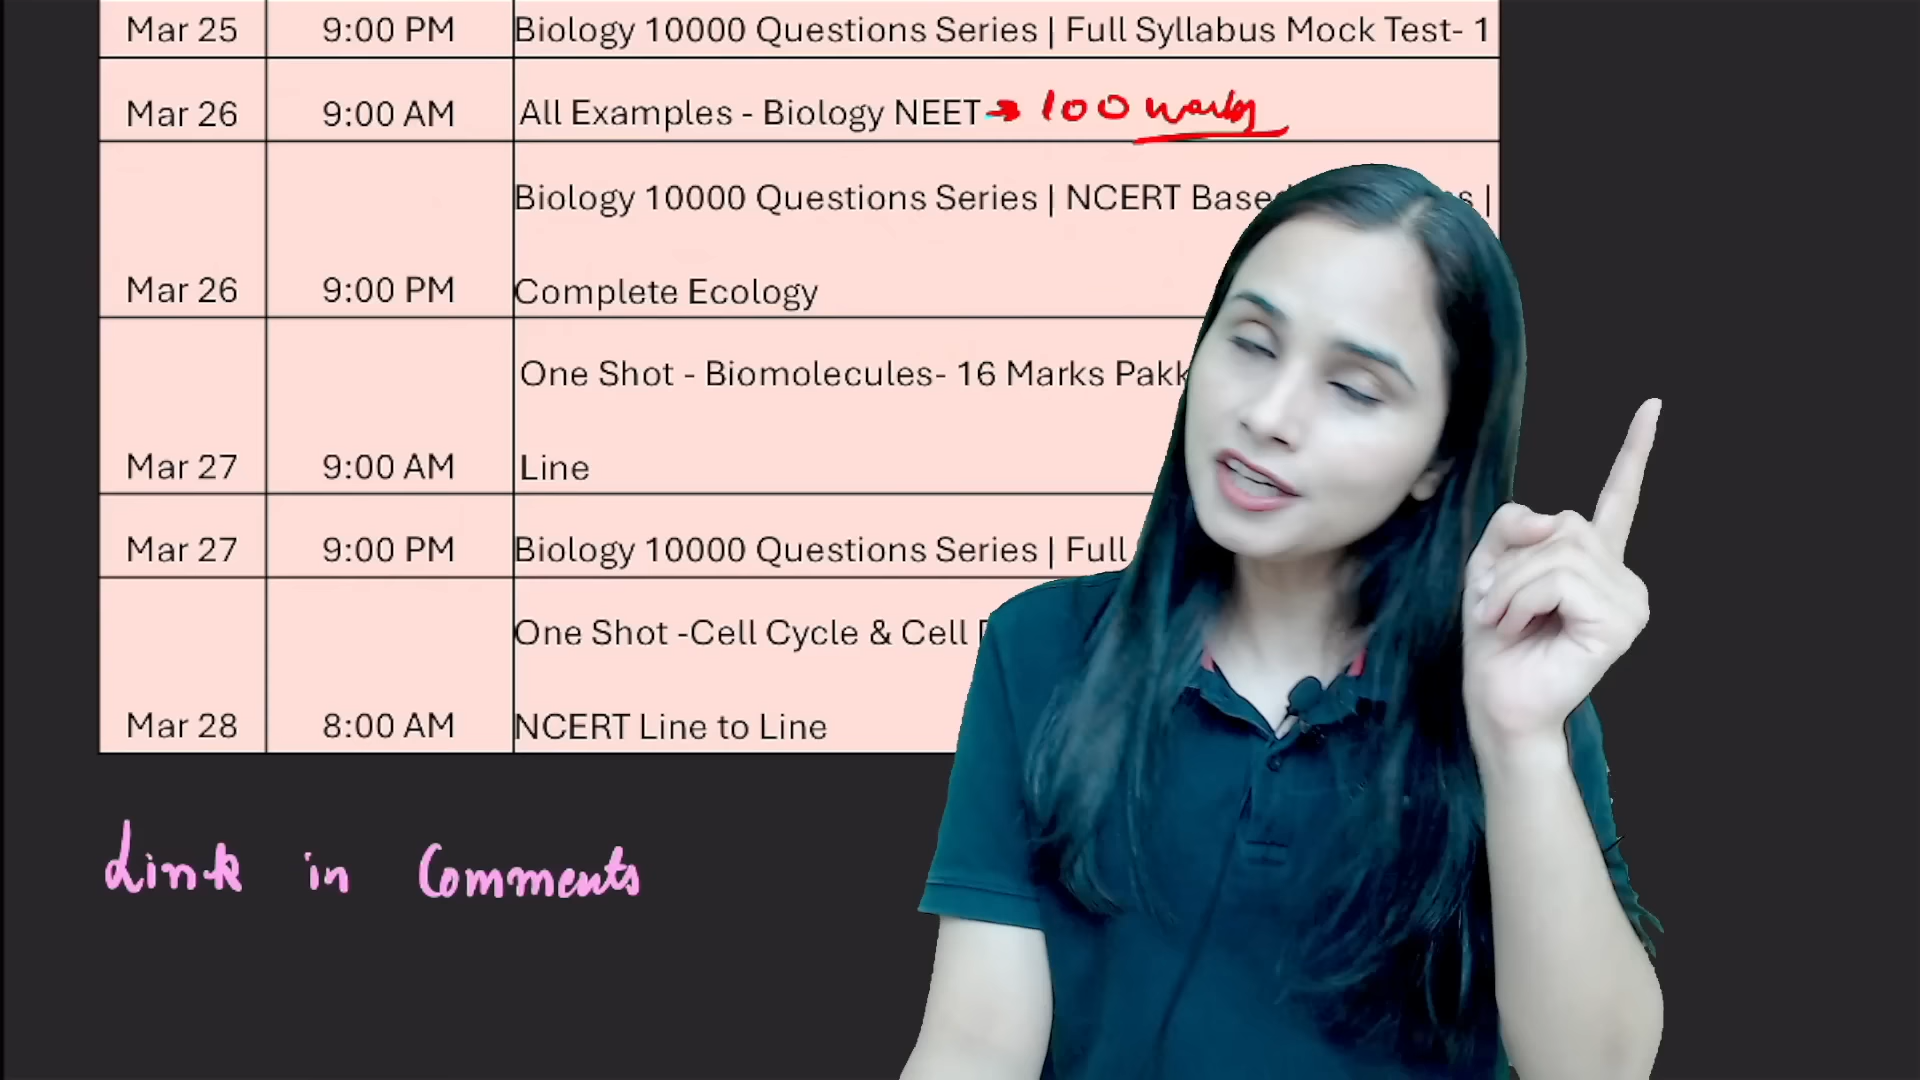 Mar 25 9:00 PM Biology 10000 Questions Series | Full Syllabus Mock Test- 1
Mar 26 9:00 AM All Examples - Biology NEET → 100 marks
Biology 10000 Questions Series | NCERT |
Mar 26 9:00 PM Complete Ecology
One Shot - Biomolecules- 16 Marks
Mar 27 9:00 AM Line
Mar 27 9:00 PM Biology 10000 Questions Series | Full
One Shot -Cell Cycle & Cell
Mar 28 8:00 AM NCERT Line to Line
Link in Comments